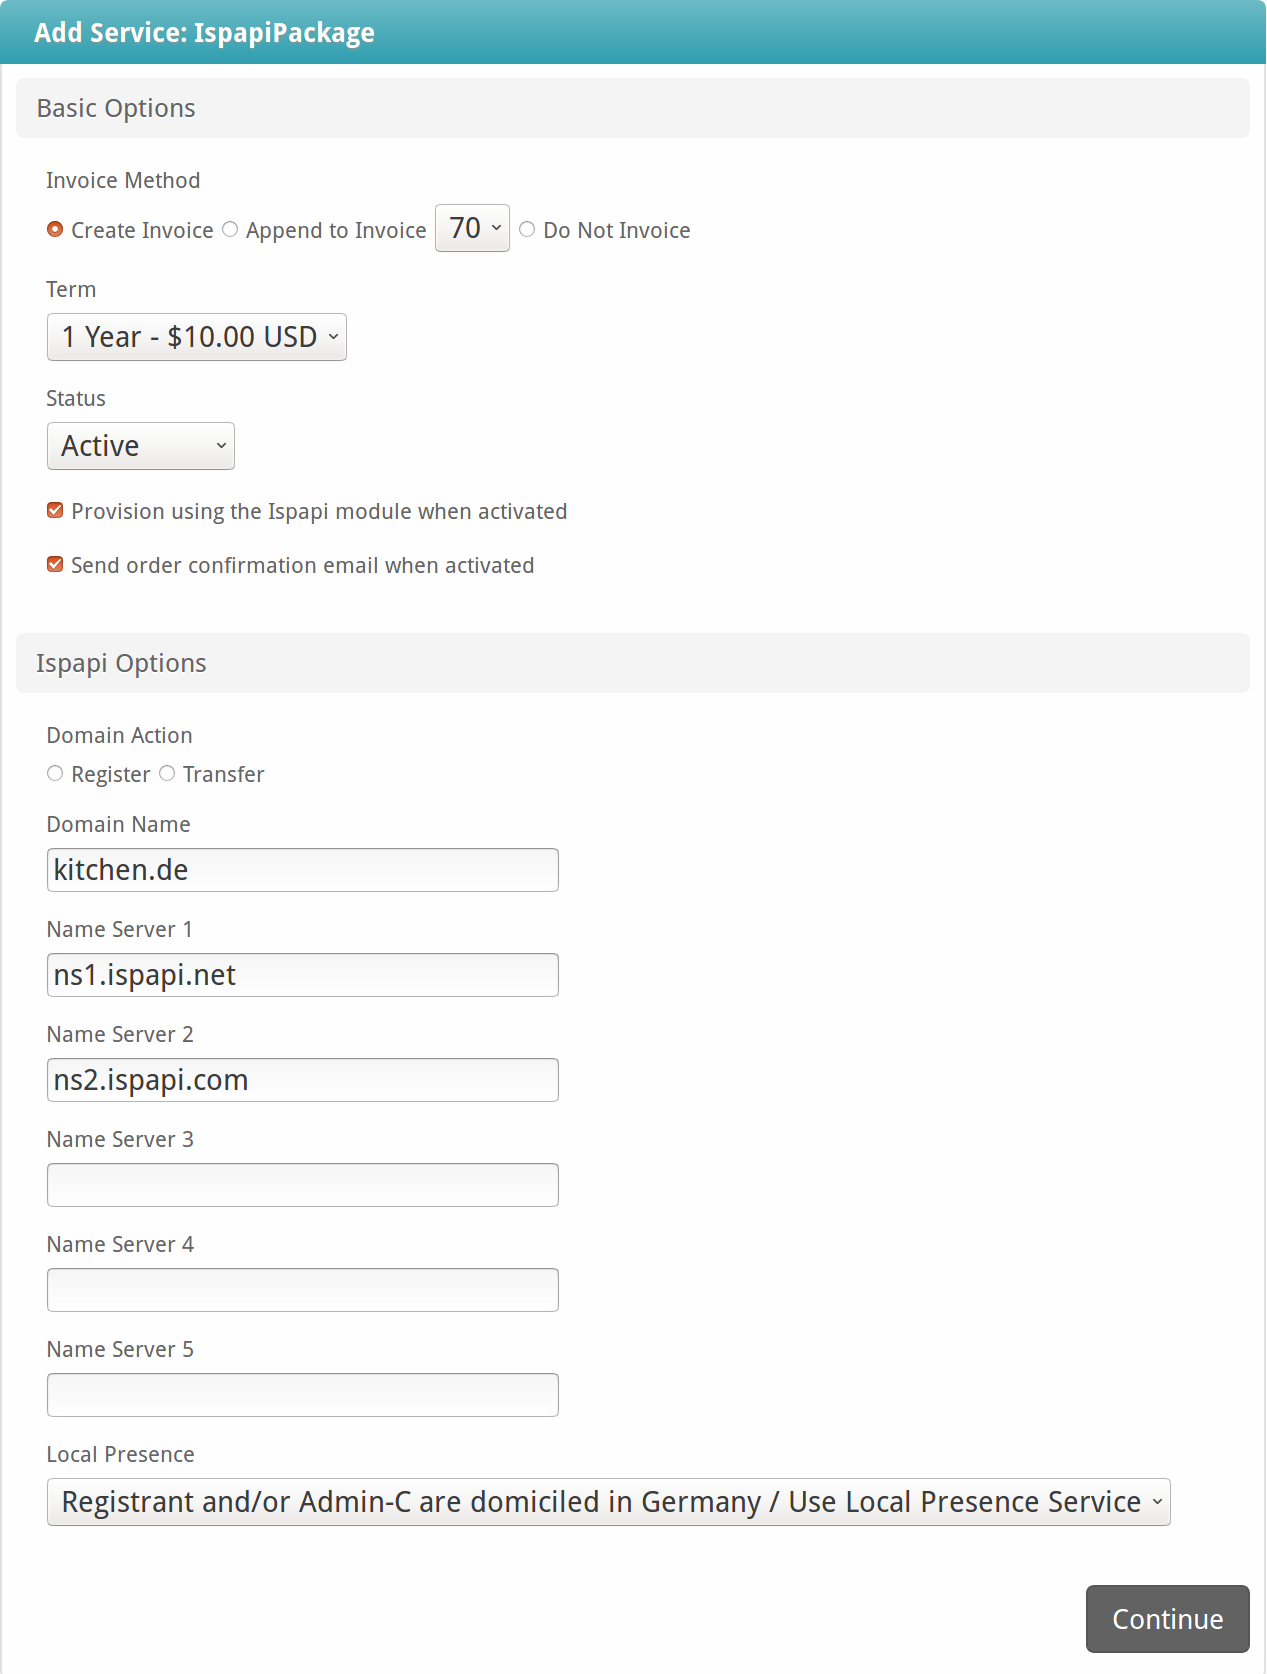 Add Service: IspapiPackage
Basic Options
Invoice Method
Create Invoice Append to Invoice 70 Do Not Invoice
Term
1 Year - $10.00 USD
Status
Active
Provision using the Ispapi module when activated
Send order confirmation email when activated
Ispapi Options
Domain Action
Register Transfer
Domain Name
kitchen.de
Name Server 1
ns1.ispapi.net
Name Server 2
ns2.ispapi.com
Name Server 3
Name Server 4
Name Server 5
Local Presence
Registrant and/or Admin-C are domiciled in Germany / Use Local Presence Service
Continue